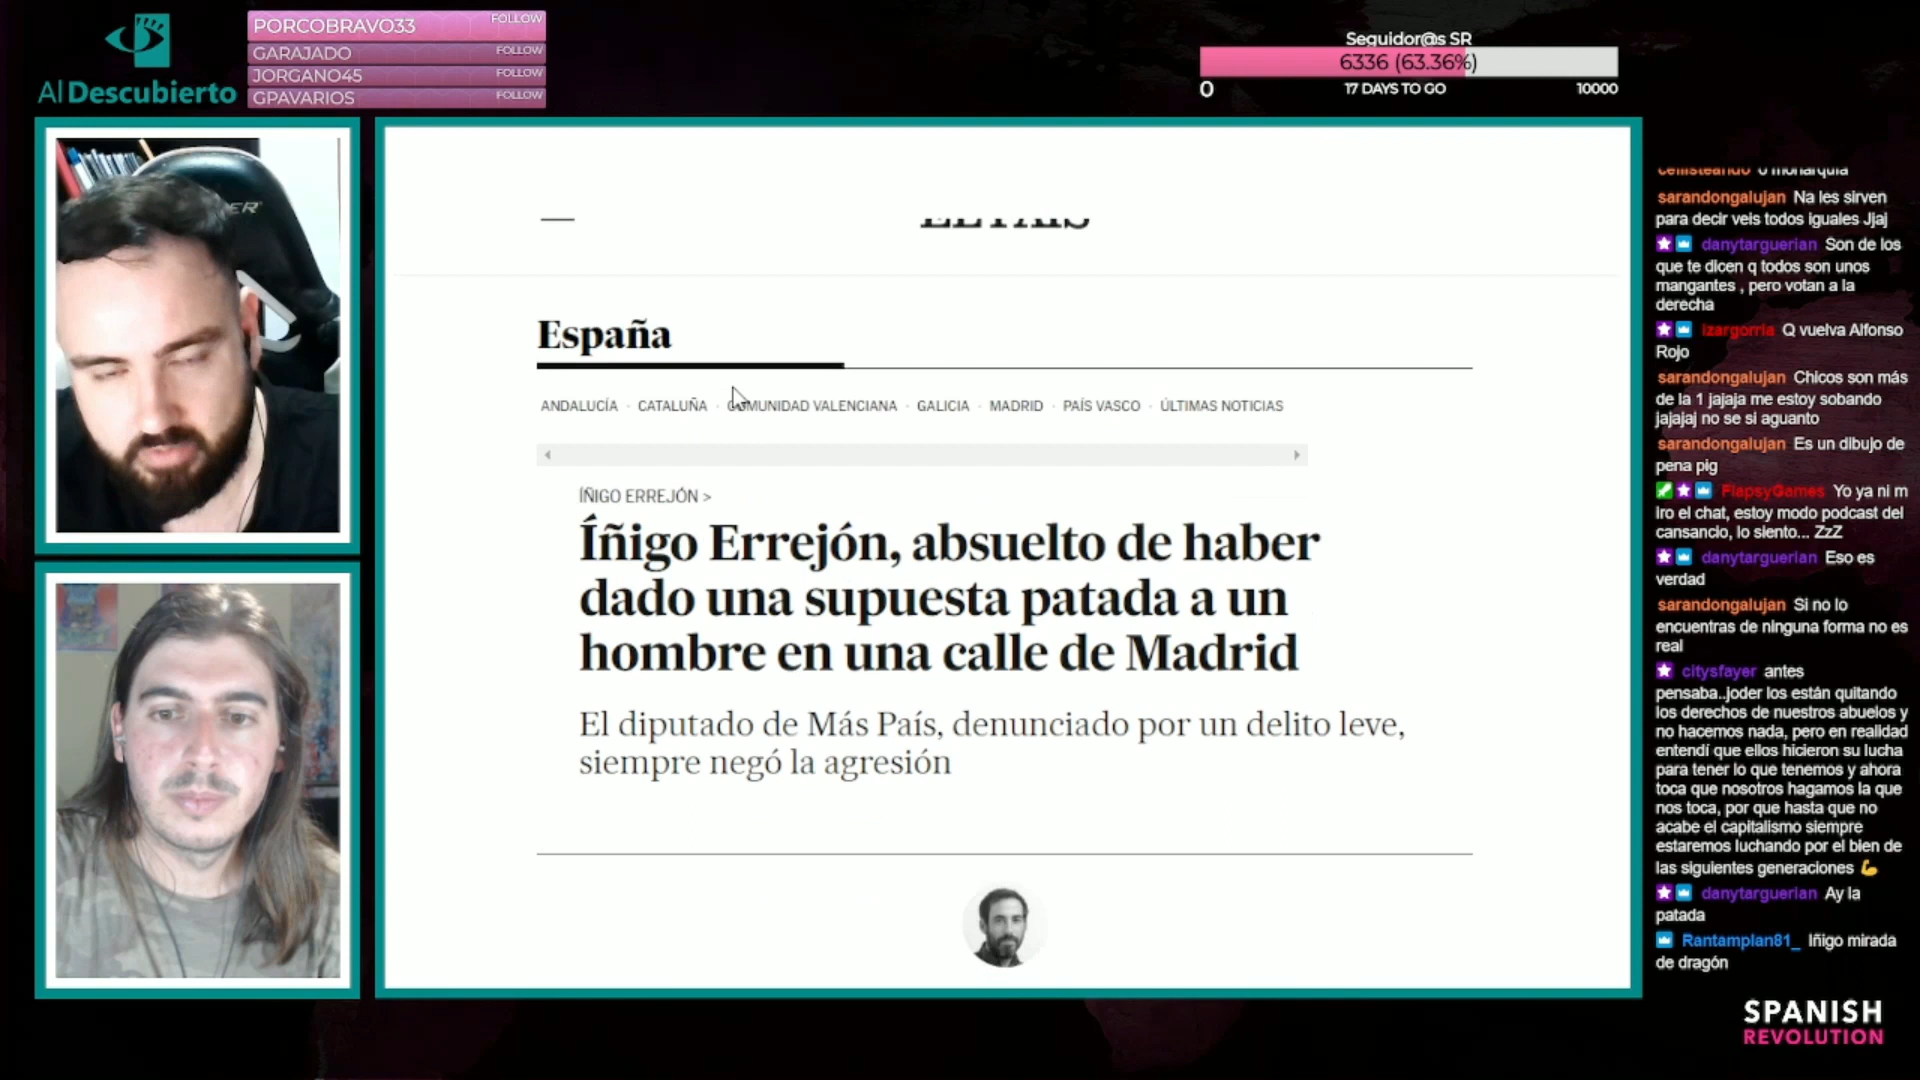 Al Descubierto
PORCOBRAVO33 FOLLOW
GARAJADO FOLLOW
JORGANO45 FOLLOW
GPAVARIOS FOLLOW
Seguidor@s SR
6336 (63.36%)
0 17 DAYS TO GO 10000
EL PAÍS
España
ANDALUCÍA · CATALUÑA · COMUNIDAD VALENCIANA · GALICIA · MADRID · PAÍS VASCO · ÚLTIMAS NOTICIAS
ÍÑIGO ERREJÓN >
Íñigo Errejón, absuelto de haber
dado una supuesta patada a un
hombre en una calle de Madrid
El diputado de Más País, denunciado por un delito leve,
siempre negó la agresión
cellisteando o monarquia
sarandongalujan Na les sirven
para decir veis todos iguales Jjaj
danytarguerian Son de los
que te dicen q todos son unos
mangantes , pero votan a la
derecha
Izargorria Q vuelva Alfonso
Rojo
sarandongalujan Chicos son más
de la 1 jajaja me estoy sobando
jajajaj no se si aguanto
sarandongalujan Es un dibujo de
pena pig
FlapsyGames Yo ya ni m
iro el chat, estoy modo podcast del
cansancio, lo siento... ZzZ
danytarguerian Eso es
verdad
sarandongalujan Si no lo
encuentras de ninguna forma no es
real
citysfayer antes
pensaba..joder los están quitando
los derechos de nuestros abuelos y
no hacemos nada, pero en realidad
entendí que ellos hicieron su lucha
para tener lo que tenemos y ahora
toca que nosotros hagamos la que
nos toca, por que hasta que no
acabe el capitalismo siempre
estaremos luchando por el bien de
las siguientes generaciones 💪
danytarguerian Ay la
patada
Rantamplan81_ Iñigo mirada
de dragón
SPANISH
REVOLUTION